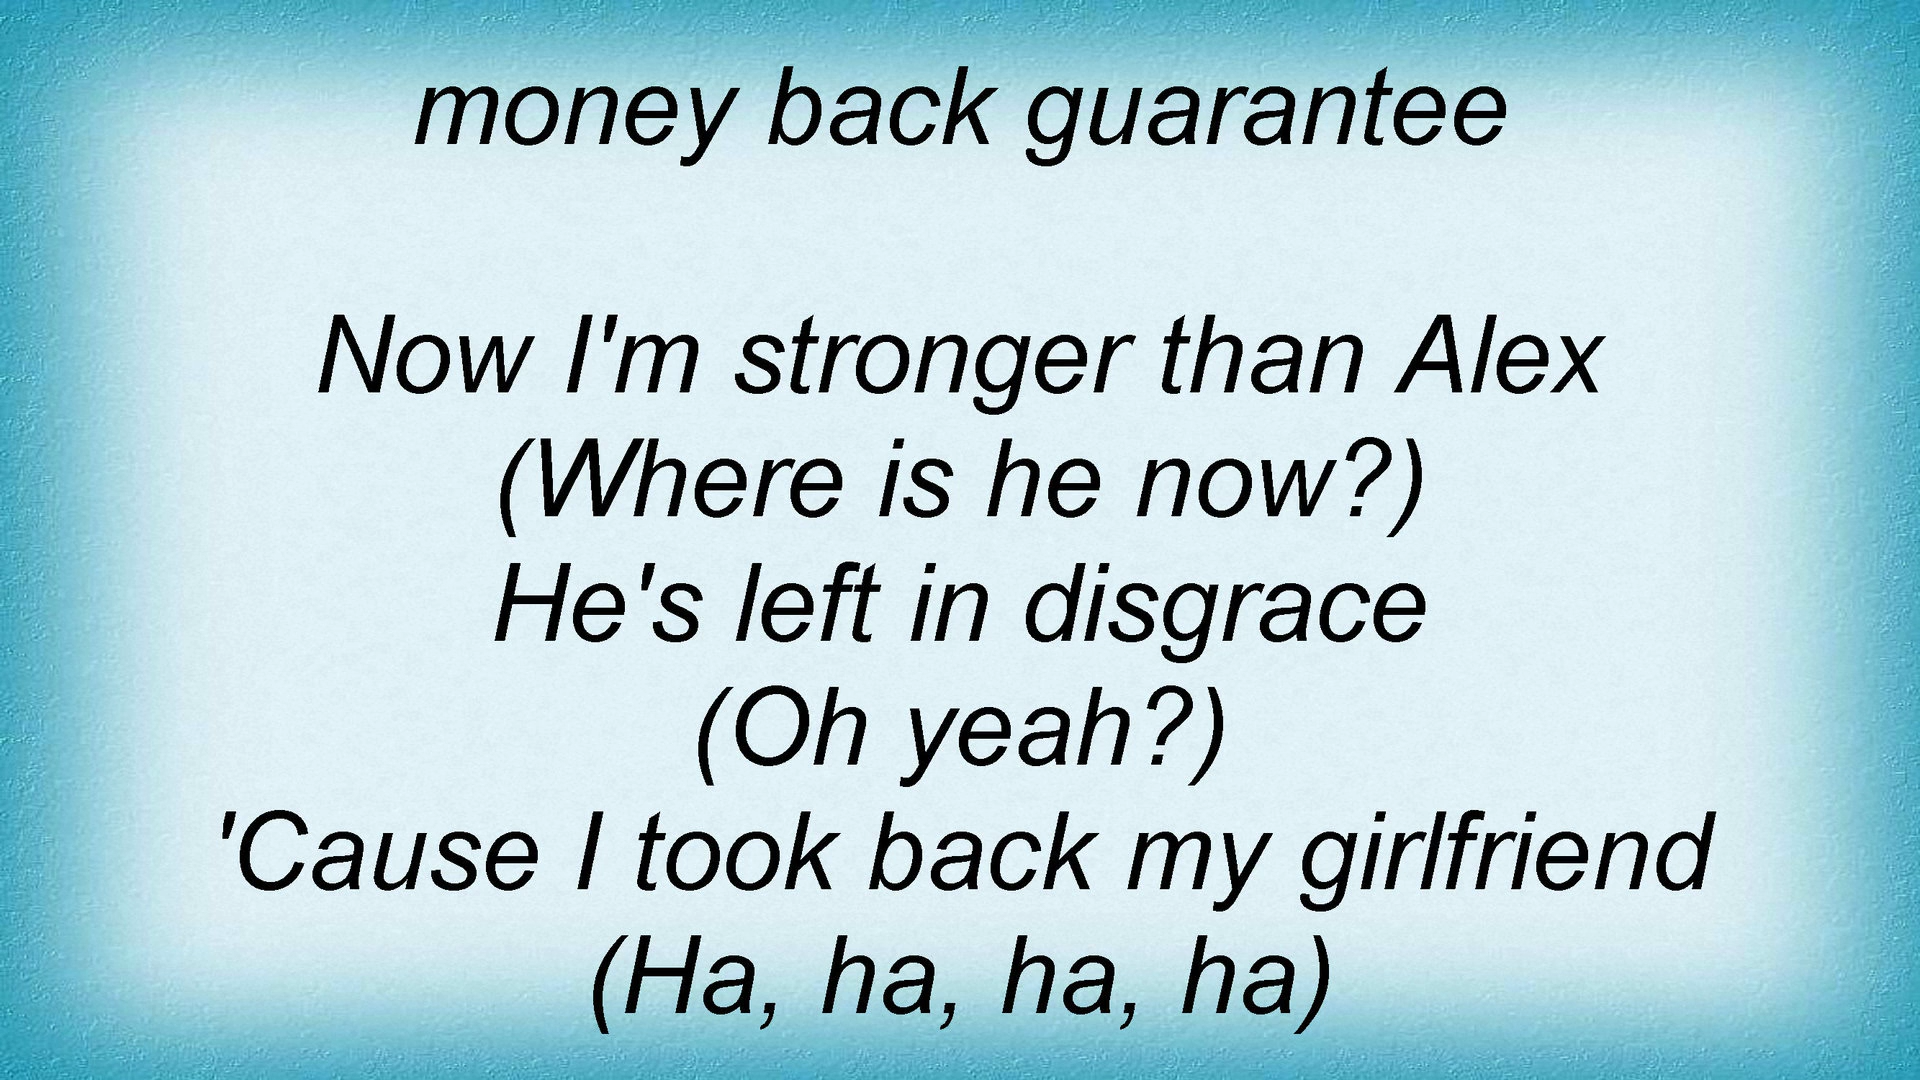 money back guarantee
Now I'm stronger than Alex
(Where is he now?)
He's left in disgrace
(Oh yeah?)
'Cause I took back my girlfriend
(Ha, ha, ha, ha)